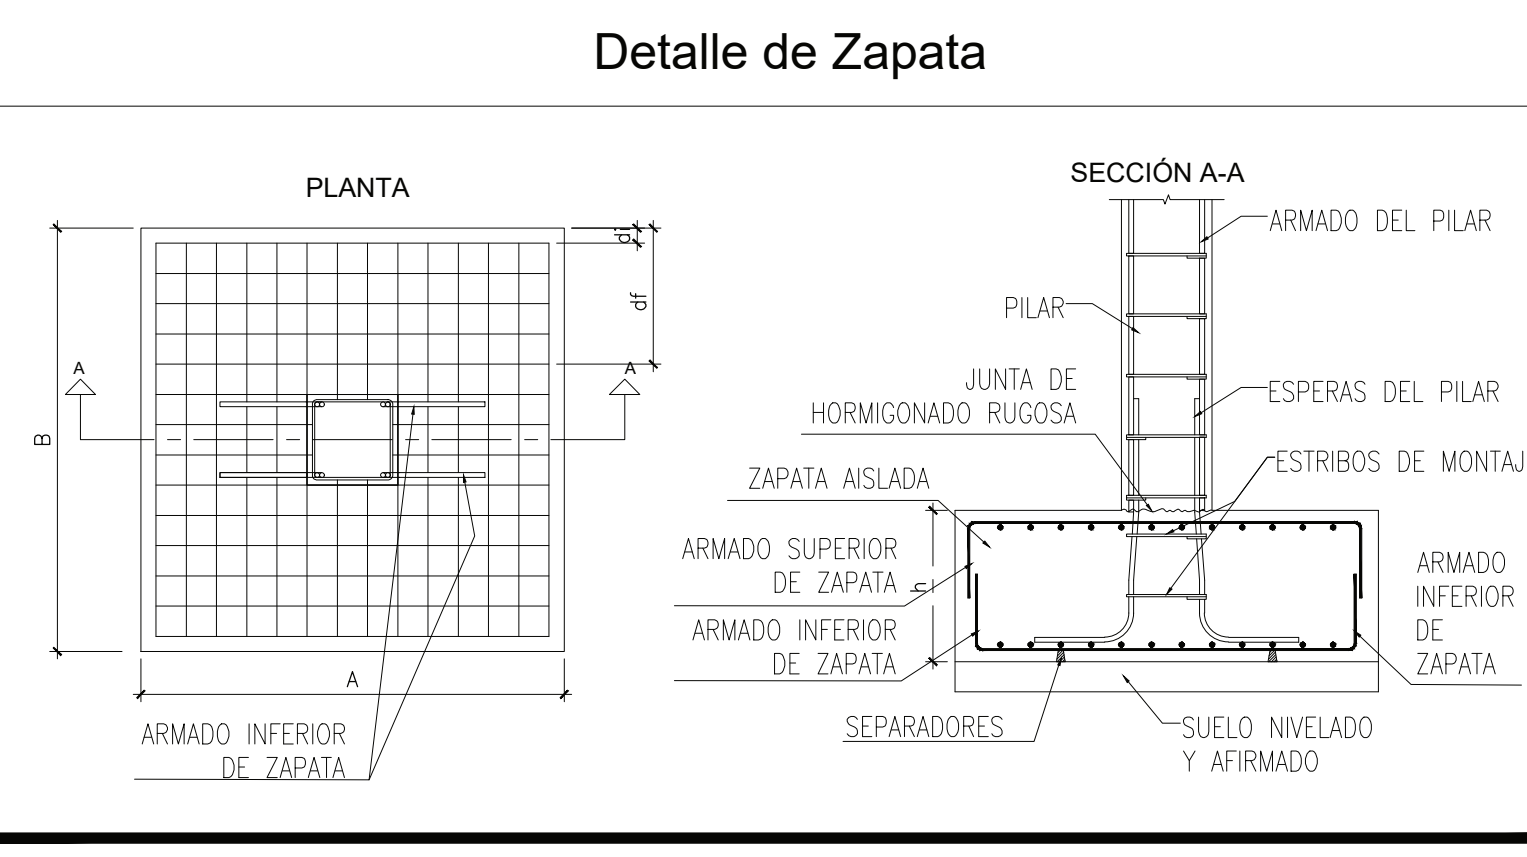 Detalle de Zapata
PLANTA
B
A
A
di
df
A
ARMADO INFERIOR
DE ZAPATA
SECCIÓN A-A
ARMADO DEL PILAR
PILAR
JUNTA DE
HORMIGONADO RUGOSA
ESPERAS DEL PILAR
ESTRIBOS DE MONTAJ
ZAPATA AISLADA
ARMADO SUPERIOR
DE ZAPATA
h
ARMADO INFERIOR
DE ZAPATA
ARMADO
INFERIOR
DE
ZAPATA
SEPARADORES
SUELO NIVELADO
Y AFIRMADO